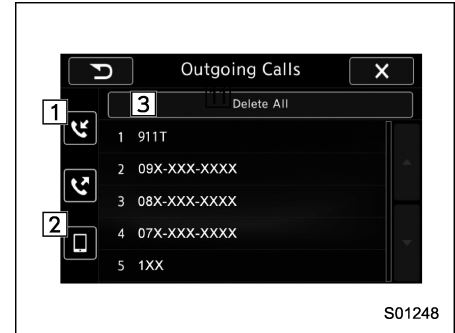 Outgoing Calls
X
3
Delete All
1
1 911T
2 09X-XXX-XXXX
3 08X-XXX-XXXX
2
4 07X-XXX-XXXX
5 1XX
S01248